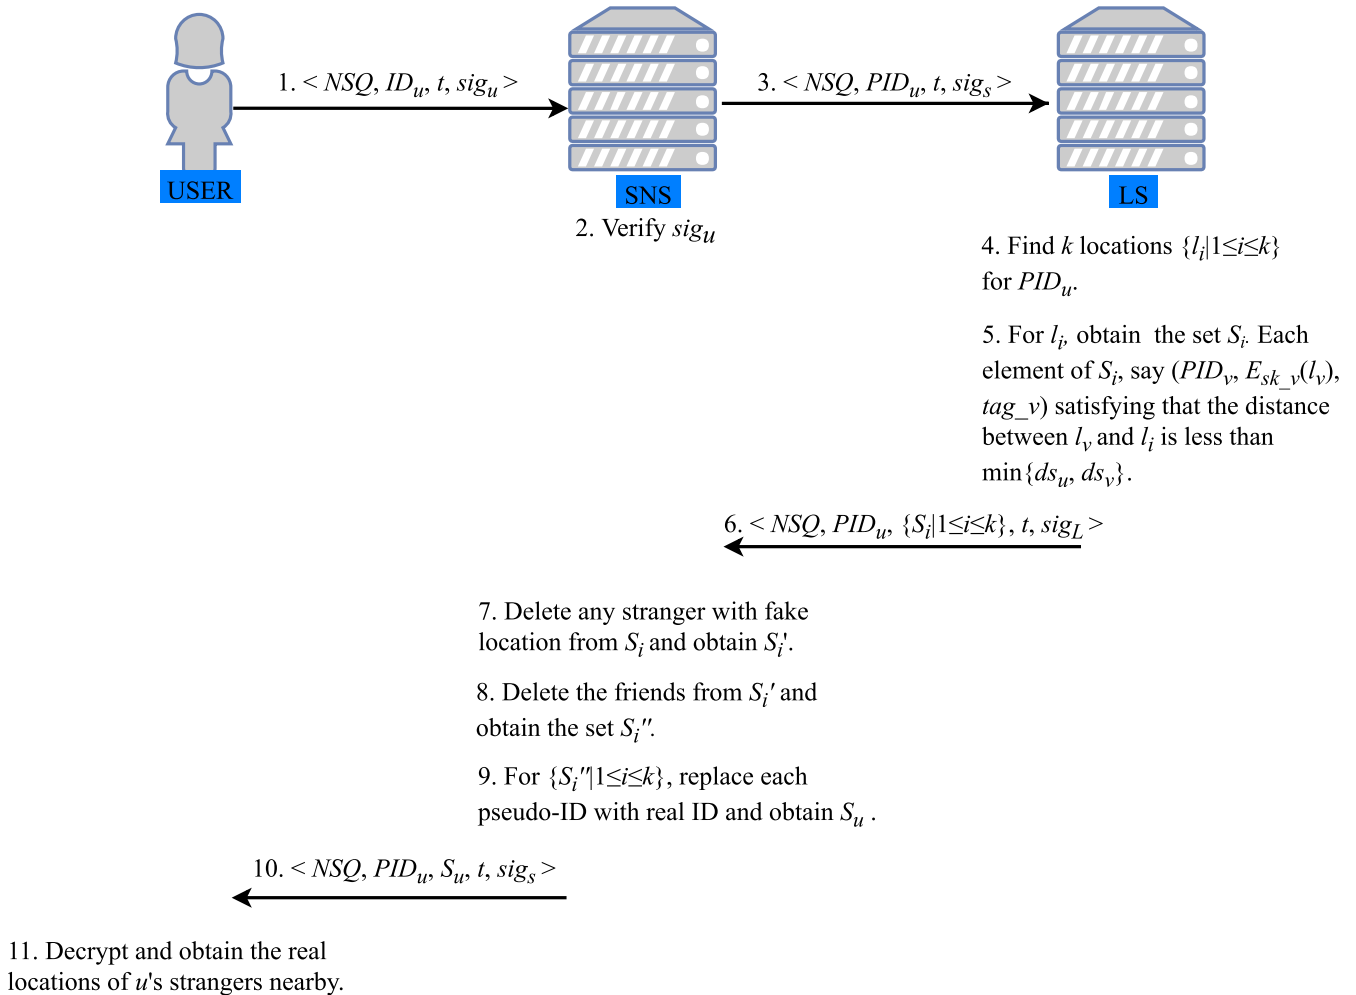 1. < NSQ, ID_u, t, sig_u >
3. < NSQ, PID_u, t, sig_s >
USER
SNS
LS
2. Verify sig_u
4. Find k locations {l_i|1≤i≤k}
for PID_u.
5. For l_i, obtain the set S_i. Each
element of S_i, say (PID_v, E_sk_v(l_v),
tag_v) satisfying that the distance
between l_v and l_i is less than
min{ds_u, ds_v}.
6. < NSQ, PID_u, {S_i|1≤i≤k}, t, sig_L >
7. Delete any stranger with fake
location from S_i and obtain S_i'.
8. Delete the friends from S_i' and
obtain the set S_i''.
9. For {S_i''|1≤i≤k}, replace each
pseudo-ID with real ID and obtain S_u .
10. < NSQ, PID_u, S_u, t, sig_s >
11. Decrypt and obtain the real
locations of u's strangers nearby.